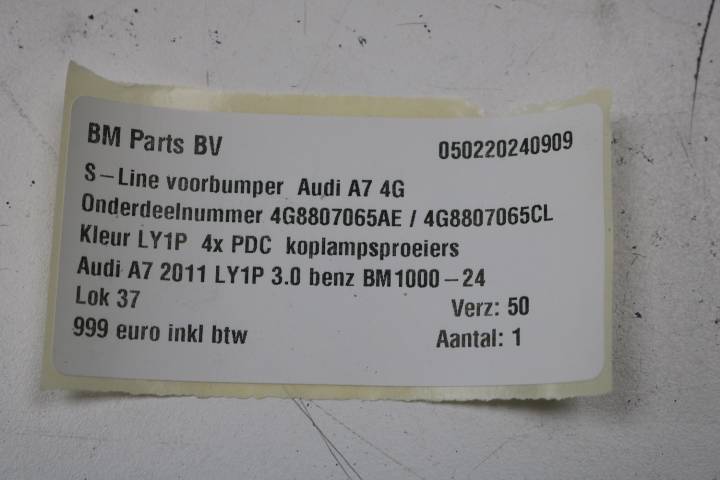 BM Parts BV 050220240909
S-Line voorbumper Audi A7 4G
Onderdeelnummer 4G8807065AE / 4G8807065CL
Kleur LY1P 4x PDC koplampsproeiers
Audi A7 2011 LY1P 3.0 benz BM1000-24
Lok 37 Verz: 50
999 euro inkl btw Aantal: 1